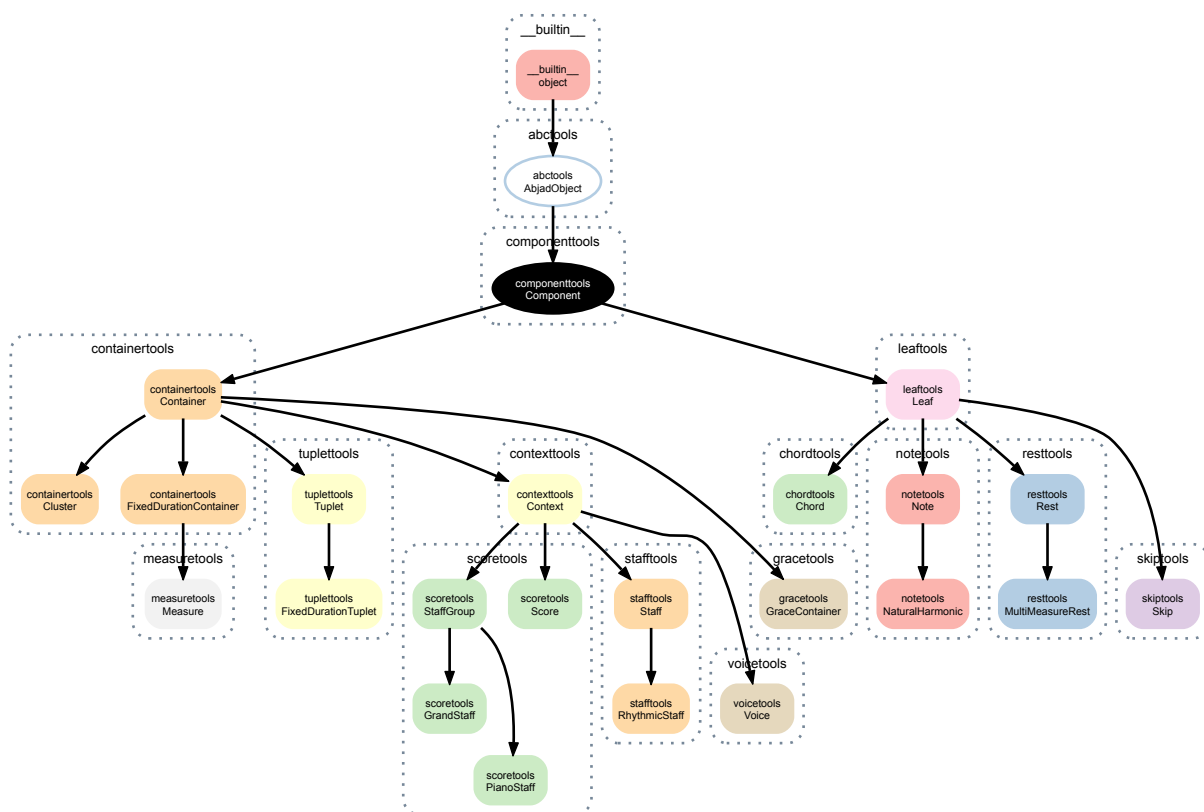 __builtin__
__builtin__
object
abctools
abctools
AbjadObject
componenttools
componenttools
Component
containertools
leaftools
containertools
Container
leaftools
Leaf
tuplettools
contexttools
chordtools
notetools
resttools
containertools
Cluster
containertools
FixedDurationContainer
tuplettools
Tuplet
contexttools
Context
chordtools
Chord
notetools
Note
resttools
Rest
measuretools
scoretools
stafftools
gracetools
skiptools
measuretools
Measure
tuplettools
FixedDurationTuplet
scoretools
StaffGroup
scoretools
Score
stafftools
Staff
gracetools
GraceContainer
notetools
NaturalHarmonic
resttools
MultiMeasureRest
skiptools
Skip
voicetools
scoretools
GrandStaff
stafftools
RhythmicStaff
voicetools
Voice
scoretools
PianoStaff